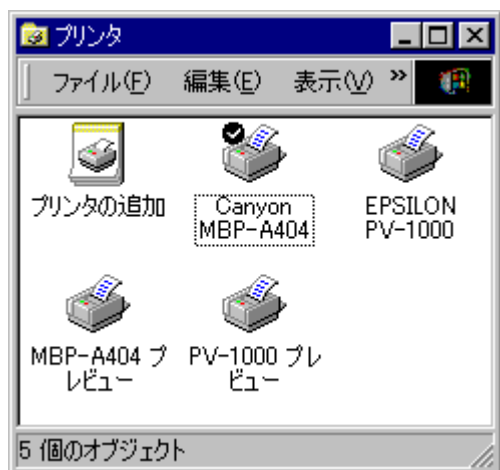 プリンタ
ファイル(F) 編集(E) 表示(V) »
プリンタの追加
Canyon
MBP-A404
EPSILON
PV-1000
MBP-A404 プ
レビュー
PV-1000 プレ
ビュー
5 個のオブジェクト